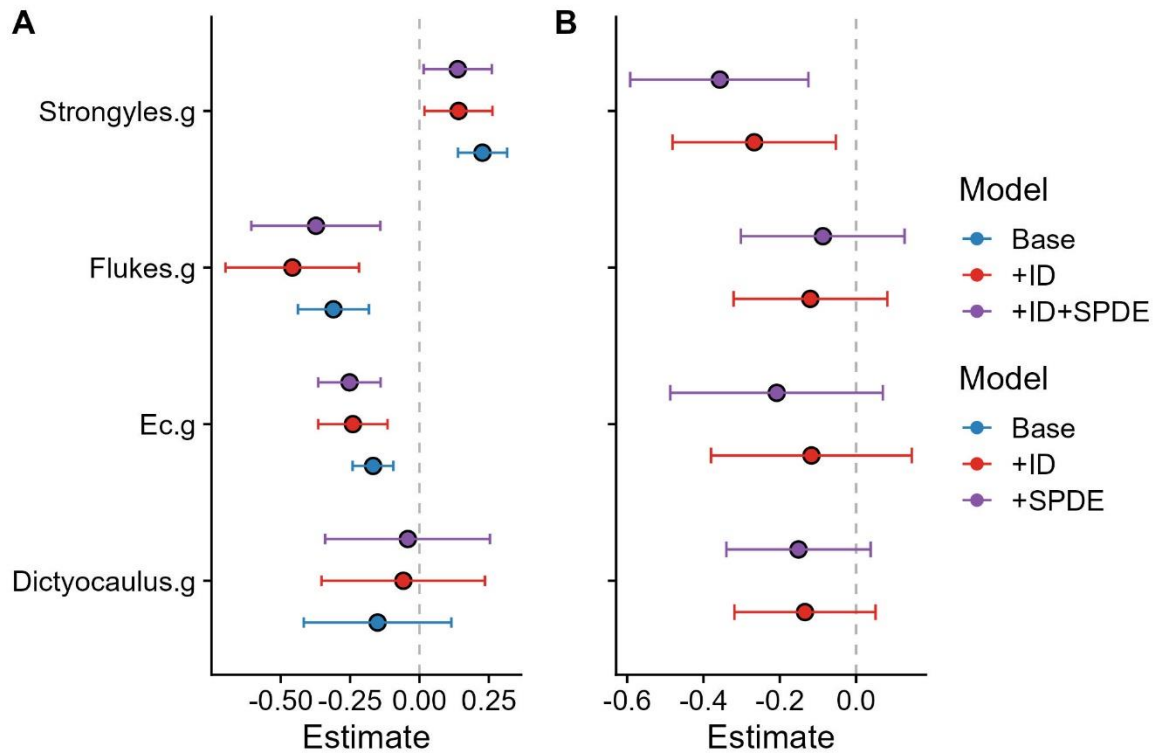 A
B
Strongyles.g
Flukes.g
Ec.g
Dictyocaulus.g
-0.50 -0.25 0.00 0.25
Estimate
-0.6 -0.4 -0.2 0.0
Estimate
Model
Base
+ID
+ID+SPDE
Model
Base
+ID
+SPDE